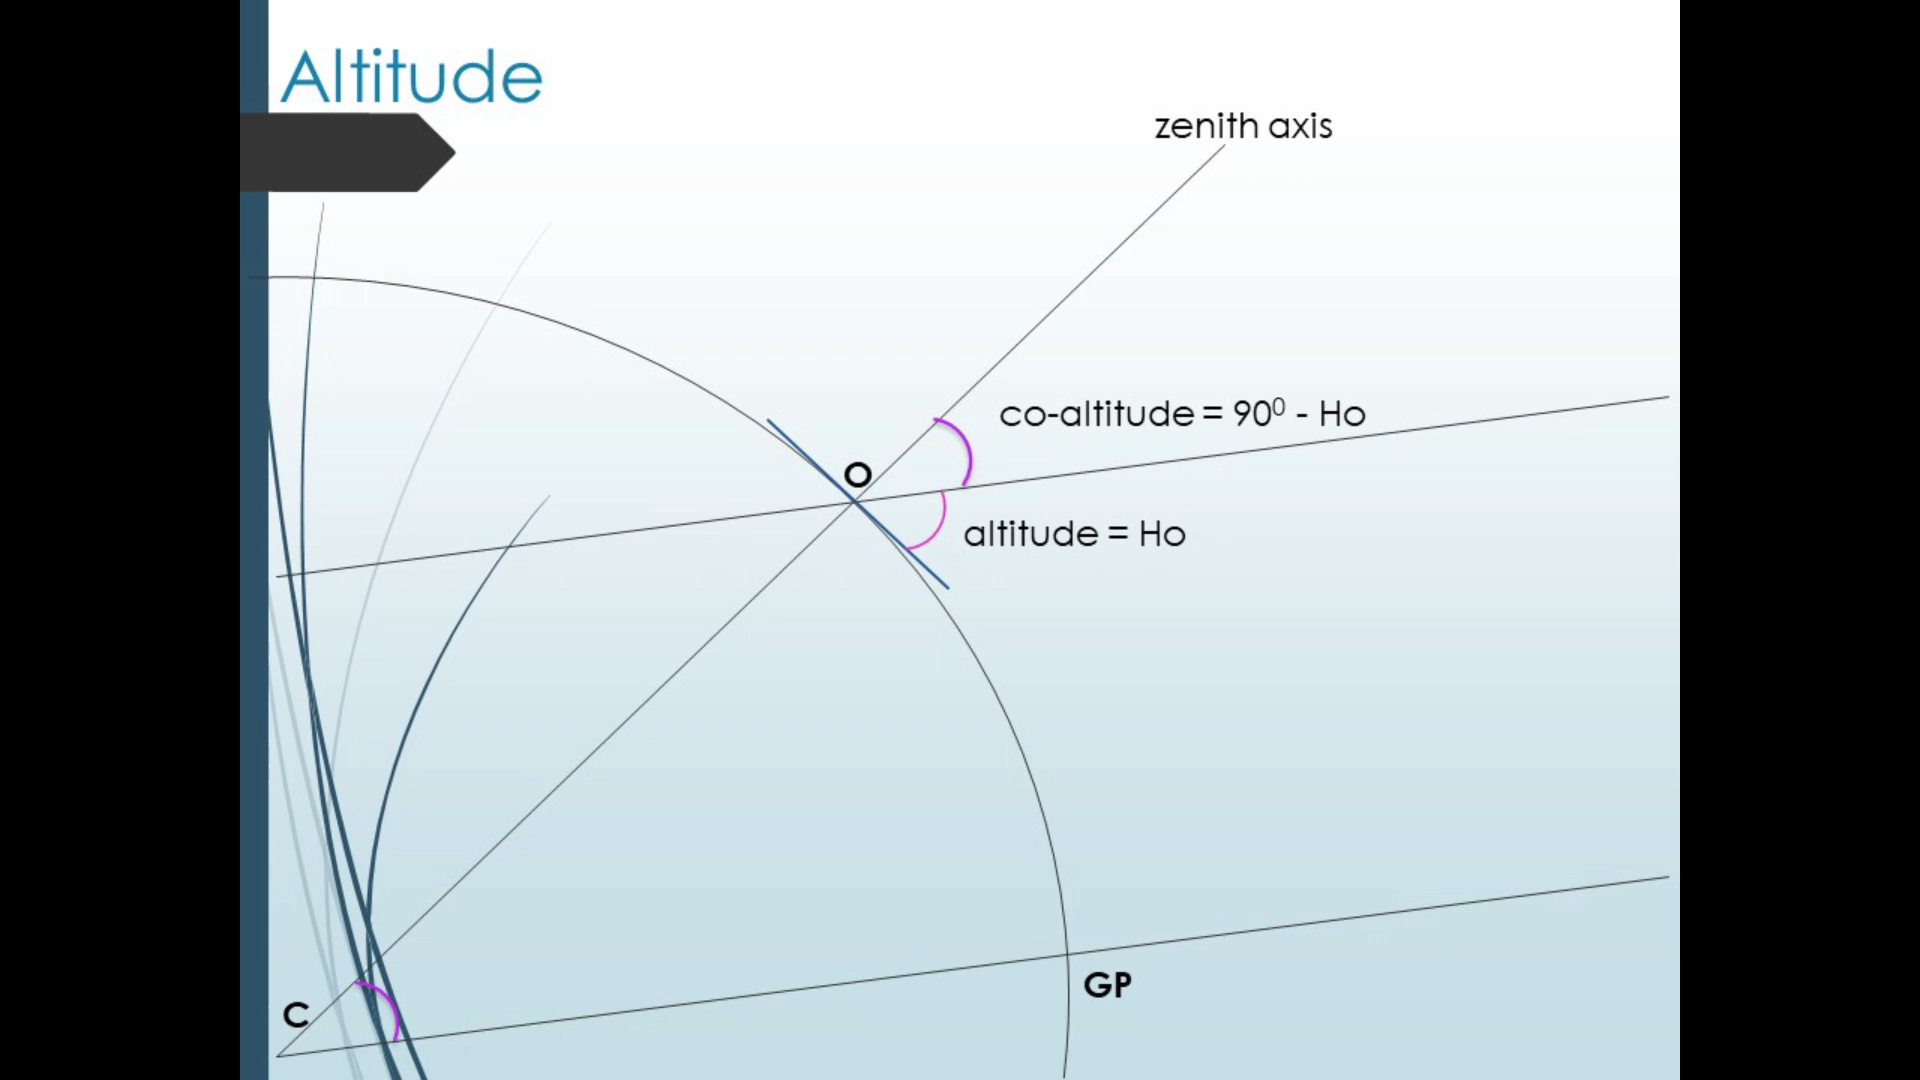 Altitude
zenith axis
co-altitude = 90⁰ - Ho
O
altitude = Ho
GP
C